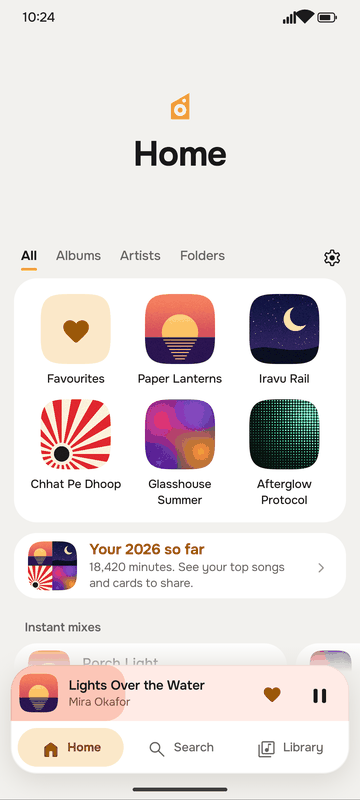 10:24
Home
All Albums Artists Folders
Favourites Paper Lanterns Iravu Rail
Chhat Pe Dhoop Glasshouse Summer Afterglow Protocol
Your 2026 so far
18,420 minutes. See your top songs
and cards to share.
Instant mixes
Porch Light
Lights Over the Water
Mira Okafor
Home Search Library